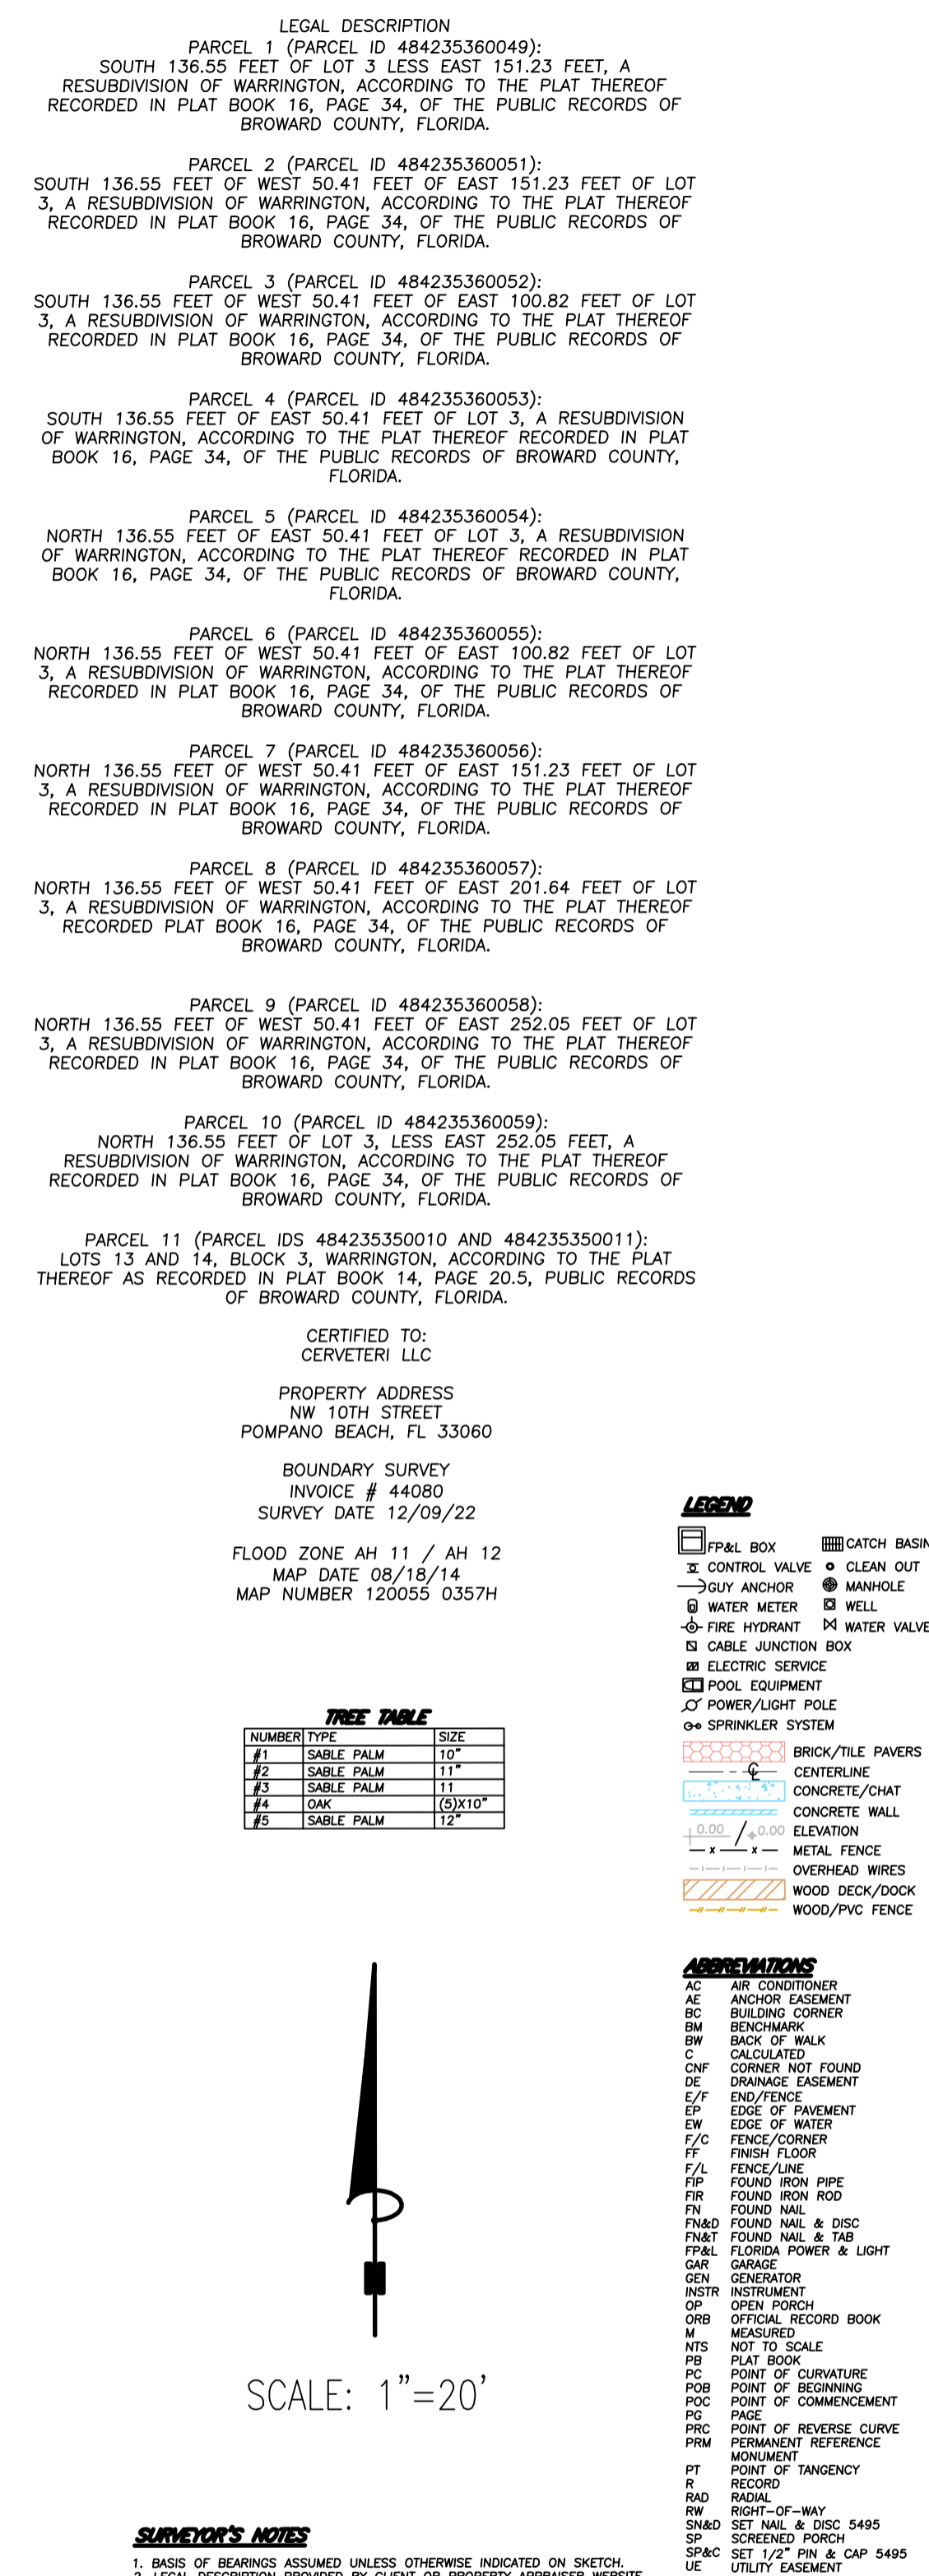 LEGAL DESCRIPTION
PARCEL 1 (PARCEL ID 484235360049):
SOUTH 136.55 FEET OF LOT 3 LESS EAST 151.23 FEET, A
RESUBDIVISION OF WARRINGTON, ACCORDING TO THE PLAT THEREOF
RECORDED IN PLAT BOOK 16, PAGE 34, OF THE PUBLIC RECORDS OF
BROWARD COUNTY, FLORIDA.
PARCEL 2 (PARCEL ID 484235360051):
SOUTH 136.55 FEET OF WEST 50.41 FEET OF EAST 151.23 FEET OF LOT
3, A RESUBDIVISION OF WARRINGTON, ACCORDING TO THE PLAT THEREOF
RECORDED IN PLAT BOOK 16, PAGE 34, OF THE PUBLIC RECORDS OF
BROWARD COUNTY, FLORIDA.
PARCEL 3 (PARCEL ID 484235360052):
SOUTH 136.55 FEET OF WEST 50.41 FEET OF EAST 100.82 FEET OF LOT
3, A RESUBDIVISION OF WARRINGTON, ACCORDING TO THE PLAT THEREOF
RECORDED IN PLAT BOOK 16, PAGE 34, OF THE PUBLIC RECORDS OF
BROWARD COUNTY, FLORIDA.
PARCEL 4 (PARCEL ID 484235360053):
SOUTH 136.55 FEET OF EAST 50.41 FEET OF LOT 3, A RESUBDIVISION
OF WARRINGTON, ACCORDING TO THE PLAT THEREOF RECORDED IN PLAT
BOOK 16, PAGE 34, OF THE PUBLIC RECORDS OF BROWARD COUNTY,
FLORIDA.
PARCEL 5 (PARCEL ID 484235360054):
NORTH 136.55 FEET OF EAST 50.41 FEET OF LOT 3, A RESUBDIVISION
OF WARRINGTON, ACCORDING TO THE PLAT THEREOF RECORDED IN PLAT
BOOK 16, PAGE 34, OF THE PUBLIC RECORDS OF BROWARD COUNTY,
FLORIDA.
PARCEL 6 (PARCEL ID 484235360055):
NORTH 136.55 FEET OF WEST 50.41 FEET OF EAST 100.82 FEET OF LOT
3, A RESUBDIVISION OF WARRINGTON, ACCORDING TO THE PLAT THEREOF
RECORDED IN PLAT BOOK 16, PAGE 34, OF THE PUBLIC RECORDS OF
BROWARD COUNTY, FLORIDA.
PARCEL 7 (PARCEL ID 484235360056):
NORTH 136.55 FEET OF WEST 50.41 FEET OF EAST 151.23 FEET OF LOT
3, A RESUBDIVISION OF WARRINGTON, ACCORDING TO THE PLAT THEREOF
RECORDED IN PLAT BOOK 16, PAGE 34, OF THE PUBLIC RECORDS OF
BROWARD COUNTY, FLORIDA.
PARCEL 8 (PARCEL ID 484235360057):
NORTH 136.55 FEET OF WEST 50.41 FEET OF EAST 201.64 FEET OF LOT
3, A RESUBDIVISION OF WARRINGTON, ACCORDING TO THE PLAT THEREOF
RECORDED PLAT BOOK 16, PAGE 34, OF THE PUBLIC RECORDS OF
BROWARD COUNTY, FLORIDA.
PARCEL 9 (PARCEL ID 484235360058):
NORTH 136.55 FEET OF WEST 50.41 FEET OF EAST 252.05 FEET OF LOT
3, A RESUBDIVISION OF WARRINGTON, ACCORDING TO THE PLAT THEREOF
RECORDED IN PLAT BOOK 16, PAGE 34, OF THE PUBLIC RECORDS OF
BROWARD COUNTY, FLORIDA.
PARCEL 10 (PARCEL ID 484235360059):
NORTH 136.55 FEET OF LOT 3, LESS EAST 252.05 FEET, A
RESUBDIVISION OF WARRINGTON, ACCORDING TO THE PLAT THEREOF
RECORDED IN PLAT BOOK 16, PAGE 34, OF THE PUBLIC RECORDS OF
BROWARD COUNTY, FLORIDA.
PARCEL 11 (PARCEL IDS 484235350010 AND 484235350011):
LOTS 13 AND 14, BLOCK 3, WARRINGTON, ACCORDING TO THE PLAT
THEREOF AS RECORDED IN PLAT BOOK 14, PAGE 20.5, PUBLIC RECORDS
OF BROWARD COUNTY, FLORIDA.
CERTIFIED TO:
CERVETERI LLC
PROPERTY ADDRESS
NW 10TH STREET
POMPANO BEACH, FL 33060
BOUNDARY SURVEY
INVOICE # 44080
SURVEY DATE 12/09/22
FLOOD ZONE AH 11 / AH 12
MAP DATE 08/18/14
MAP NUMBER 120055 0357H
TREE TABLE
NUMBER TYPE SIZE
#1 SABLE PALM 10"
#2 SABLE PALM 11"
#3 SABLE PALM 11
#4 OAK (5)X10"
#5 SABLE PALM 12"
SCALE: 1"=20'
SURVEYOR'S NOTES
1. BASIS OF BEARINGS ASSUMED UNLESS OTHERWISE INDICATED ON SKETCH.
2. LEGAL DESCRIPTION PROVIDED BY CLIENT OR PROPERTY APPRAISER WEBSITE
LEGEND
FP&L BOX CATCH BASIN
CONTROL VALVE CLEAN OUT
GUY ANCHOR MANHOLE
WATER METER WELL
FIRE HYDRANT WATER VALVE
CABLE JUNCTION BOX
ELECTRIC SERVICE
POOL EQUIPMENT
POWER/LIGHT POLE
SPRINKLER SYSTEM
BRICK/TILE PAVERS
CENTERLINE
CONCRETE/CHAT
CONCRETE WALL
0.00 / 0.00 ELEVATION
METAL FENCE
OVERHEAD WIRES
WOOD DECK/DOCK
WOOD/PVC FENCE
ABBREVIATIONS
AC AIR CONDITIONER
AE ANCHOR EASEMENT
BC BUILDING CORNER
BM BENCHMARK
BW BACK OF WALK
C CALCULATED
CNF CORNER NOT FOUND
DE DRAINAGE EASEMENT
E/F END/FENCE
EP EDGE OF PAVEMENT
EW EDGE OF WATER
F/C FENCE/CORNER
FF FINISH FLOOR
F/L FENCE/LINE
FIP FOUND IRON PIPE
FIR FOUND IRON ROD
FN FOUND NAIL
FN&D FOUND NAIL & DISC
FN&T FOUND NAIL & TAB
FP&L FLORIDA POWER & LIGHT
GAR GARAGE
GEN GENERATOR
INSTR INSTRUMENT
OP OPEN PORCH
ORB OFFICIAL RECORD BOOK
M MEASURED
NTS NOT TO SCALE
PB PLAT BOOK
PC POINT OF CURVATURE
POB POINT OF BEGINNING
POC POINT OF COMMENCEMENT
PG PAGE
PRC POINT OF REVERSE CURVE
PRM PERMANENT REFERENCE
MONUMENT
PT POINT OF TANGENCY
R RECORD
RAD RADIAL
RW RIGHT-OF-WAY
SN&D SET NAIL & DISC 5495
SP SCREENED PORCH
SP&C SET 1/2" PIN & CAP 5495
UE UTILITY EASEMENT